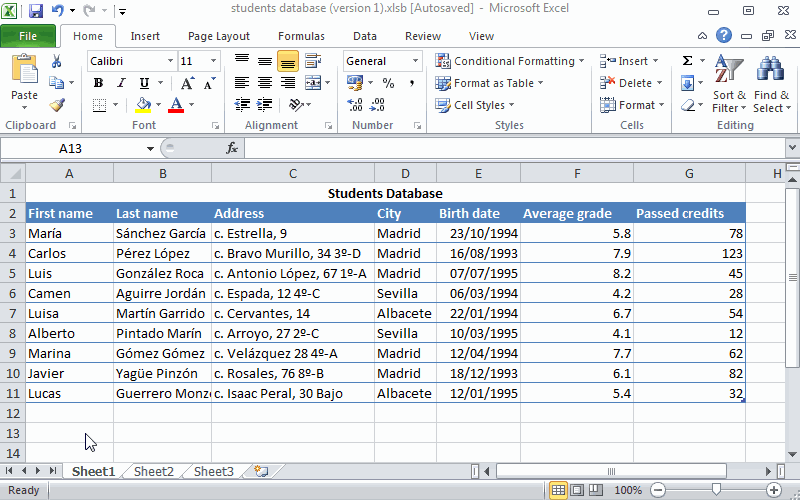 students database (version 1).xlsb [Autosaved] - Microsoft Excel
File Home Insert Page Layout Formulas Data Review View
Calibri 11 General Conditional Formatting Insert Σ
Paste B I U A A % , Format as Table Delete Sort & Filter Find & Select
A Cell Styles Format
Clipboard Font Alignment Number Styles Cells Editing
A13 fx
A B C D E F G H
1 Students Database
2 First name Last name Address City Birth date Average grade Passed credits
3 María Sánchez García c. Estrella, 9 Madrid 23/10/1994 5.8 78
4 Carlos Pérez López c. Bravo Murillo, 34 3º-D Madrid 16/08/1993 7.9 123
5 Luis González Roca c. Antonio López, 67 1º-A Madrid 07/07/1995 8.2 45
6 Camen Aguirre Jordán c. Espada, 12 4º-C Sevilla 06/03/1994 4.2 28
7 Luisa Martín Garrido c. Cervantes, 14 Albacete 22/01/1994 6.7 54
8 Alberto Pintado Marín c. Arroyo, 27 2º-C Sevilla 10/03/1995 4.1 12
9 Marina Gómez Gómez c. Velázquez 28 4º-A Madrid 12/04/1994 7.7 62
10 Javier Yagüe Pinzón c. Rosales, 76 8º-B Madrid 18/12/1993 6.1 82
11 Lucas Guerrero Monz c. Isaac Peral, 30 Bajo Albacete 12/01/1995 5.4 32
12
13
14
Sheet1 Sheet2 Sheet3
Ready 100%